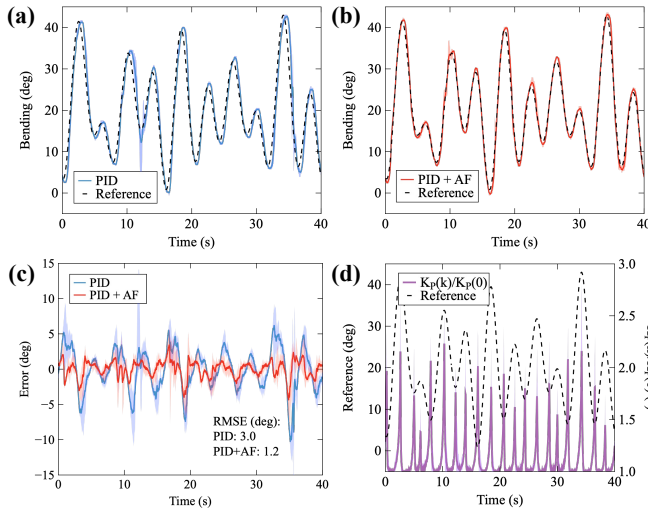 (a)
40
30
20
10
0
Bending (deg)
PID
Reference
0 10 20 30 40
Time (s)
(b)
40
30
20
10
0
Bending (deg)
PID + AF
Reference
0 10 20 30 40
Time (s)
(c)
15
10
5
0
-5
-10
-15
Error (deg)
PID
PID + AF
RMSE (deg):
PID: 3.0
PID+AF: 1.2
0 10 20 30 40
Time (s)
(d)
40
30
20
10
0
Reference (deg)
K_P(k)/K_P(0)
Reference
3.0
2.5
2.0
1.5
1.0
0 10 20 30 40
Time (s)